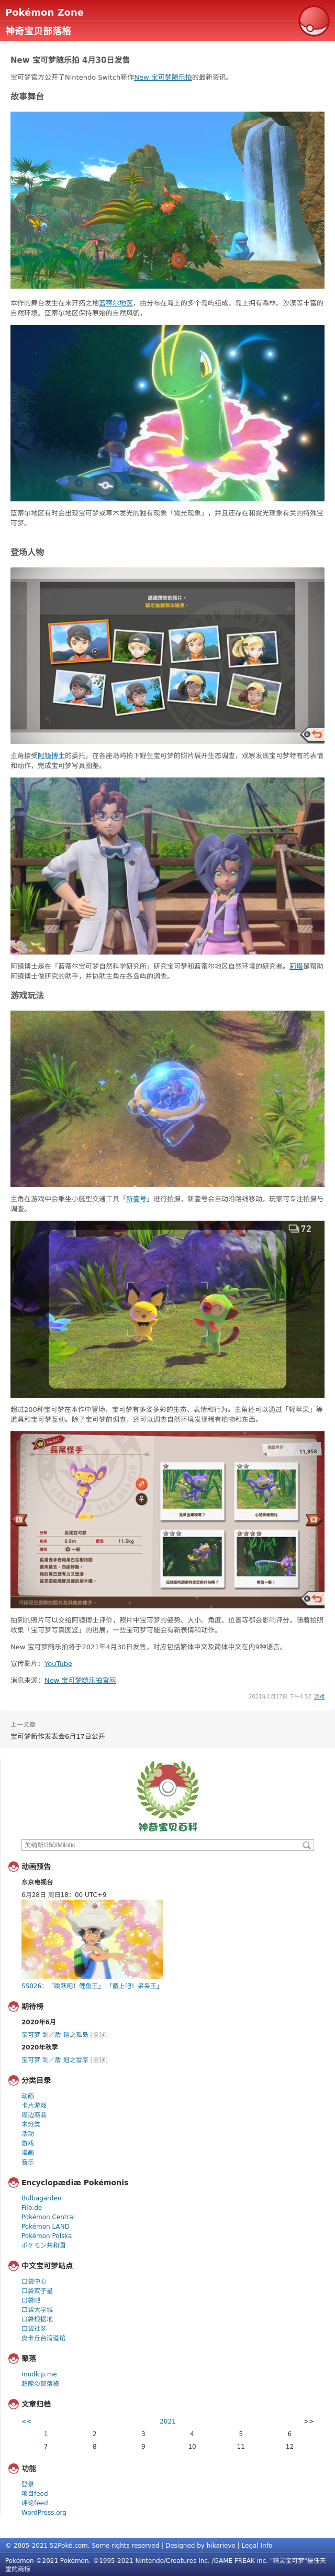 Pokémon Zone
神奇宝贝部落格
New 宝可梦随乐拍 4月30日发售
宝可梦官方公开了Nintendo Switch新作New 宝可梦随乐拍的最新资讯。
故事舞台
本作的舞台发生在未开拓之地蓝蒂尔地区，由分布在海上的多个岛屿组成，岛上拥有森林、沙漠等丰富的
自然环境。蓝蒂尔地区保持原始的自然风貌，
蓝蒂尔地区有时会出现宝可梦或草木发光的独有现象「霓光现象」，并且还存在和霓光现象有关的特殊宝
可梦。
登场人物
請選擇你的照片。
主角接受阿镜博士的委托，在各座岛屿拍下野生宝可梦的照片展开生态调查，观察发现宝可梦特有的表情
和动作，完成宝可梦写真图鉴。
阿镜博士是在「蓝蒂尔宝可梦自然科学研究所」研究宝可梦和蓝蒂尔地区自然环境的研究者。莉塔是帮助
阿镜博士做研究的助手，并协助主角在各岛屿的调查。
游戏玩法
主角在游戏中会乘坐小艇型交通工具「新壹号」进行拍摄，新壹号会自动沿路线移动，玩家可专注拍摄与
调查。
72
超过200种宝可梦在本作中登场，宝可梦有多姿多彩的生态、表情和行为。主角还可以通过「轻苹果」等
道具和宝可梦互动。除了宝可梦的调查，还可以调查自然环境发现稀有植物和东西。
長尾怪手
11,858
分類 長尾寶可夢
身高 0.8m 體重 11.5kg
屬性 一般
拍到的照片可以交给阿镜博士评价，照片中宝可梦的姿势、大小、角度、位置等都会影响评分。随着拍照
收集「宝可梦写真图鉴」的进展，一些宝可梦可能会有新表情和动作。
New 宝可梦随乐拍将于2021年4月30日发售，对应包括繁体中文及简体中文在内9种语言。
宣传影片：YouTube
消息来源：New 宝可梦随乐拍官网
2021年1月17日 下午4:52 游戏
上一文章
宝可梦新作发表会6月17日公开
神奇宝贝百科
美纳斯/350/Milotic
动画预告
东京电视台
6月28日 周日18：00 UTC+9
SS026：「跳跃吧！鲤鱼王」「戴上吧！呆呆王」
期待榜
2020年6月
宝可梦 剑／盾 铠之孤岛 [全球]
2020年秋季
宝可梦 剑／盾 冠之雪原 [全球]
分类目录
动画
卡片游戏
周边商品
未分类
活动
游戏
漫画
音乐
Encyclopædiæ Pokémonis
Bulbagarden
Filb.de
Pokémon Central
Pokémon LAND
Pokémon Polska
ポケモン共和国
中文宝可梦站点
口袋中心
口袋双子星
口袋吧
口袋大学城
口袋根据地
口袋社区
皮卡丘台湾道馆
聚落
mudkip.me
超龍の部落格
文章归档
<< 2021 >>
1 2 3 4 5 6
7 8 9 10 11 12
功能
登录
项目feed
评论feed
WordPress.org
© 2005-2021 52Poké.com. Some rights reserved | Designed by hikarievo | Legal Info
Pokémon ©2021 Pokémon. ©1995-2021 Nintendo/Creatures Inc. /GAME FREAK inc. "精灵宝可梦"是任天
堂的商标